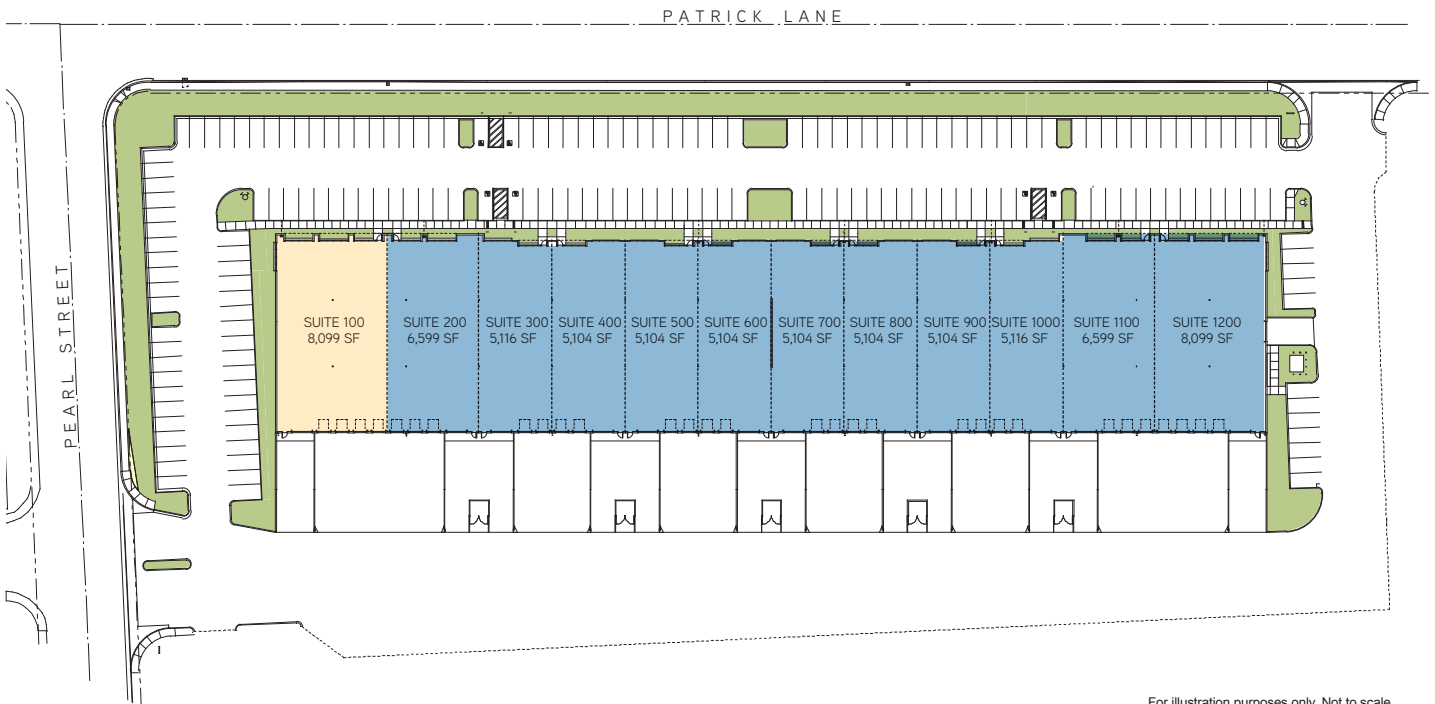 PATRICK LANE
PEARL STREET
SUITE 100
8,099 SF
SUITE 200
6,599 SF
SUITE 300
5,116 SF
SUITE 400
5,104 SF
SUITE 500
5,104 SF
SUITE 600
5,104 SF
SUITE 700
5,104 SF
SUITE 800
5,104 SF
SUITE 900
5,104 SF
SUITE 1000
5,116 SF
SUITE 1100
6,599 SF
SUITE 1200
8,099 SF
For illustration purposes only. Not to scale